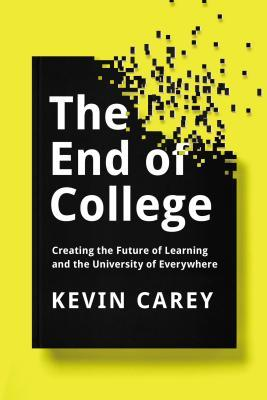 The
End of
College
Creating the Future of Learning
and the University of Everywhere
KEVIN CAREY